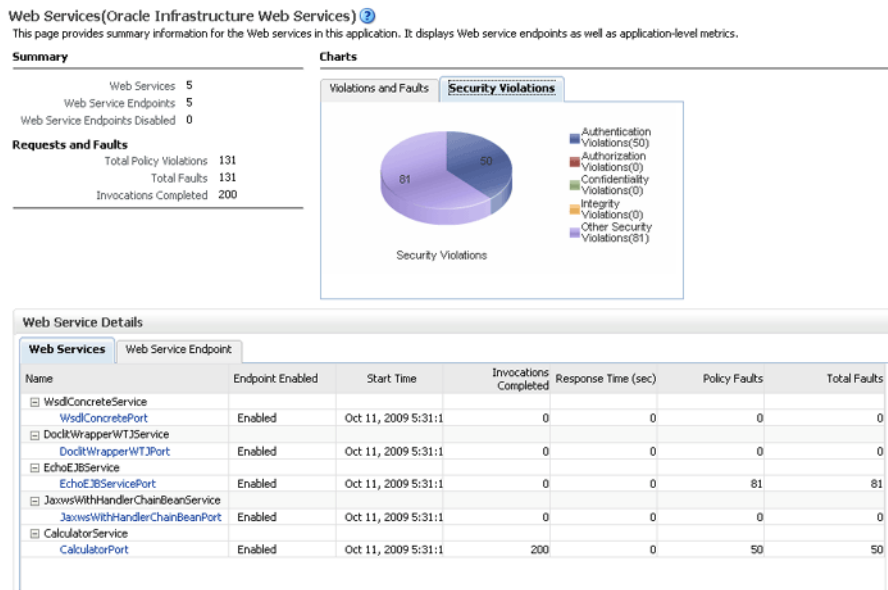 Web Services(Oracle Infrastructure Web Services) ?
This page provides summary information for the Web services in this application. It displays Web service endpoints as well as application-level metrics.
Summary
Web Services 5
Web Service Endpoints 5
Web Service Endpoints Disabled 0
Requests and Faults
Total Policy Violations 131
Total Faults 131
Invocations Completed 200
Charts
Violations and Faults Security Violations
50
81
Authentication
Violations(50)
Authorization
Violations(0)
Confidentiality
Violations(0)
Integrity
Violations(0)
Other Security
Violations(81)
Security Violations
Web Service Details
Web Services Web Service Endpoint
Name Endpoint Enabled Start Time Invocations Completed Response Time (sec) Policy Faults Total Faults
WsdlConcreteService
WsdlConcretePort Enabled Oct 11, 2009 5:31:1 0 0 0 0
DoclitWrapperWTJService
DoclitWrapperWTJPort Enabled Oct 11, 2009 5:31:1 0 0 0 0
EchoEJBService
EchoEJBServicePort Enabled Oct 11, 2009 5:31:1 0 0 81 81
JaxwsWithHandlerChainBeanService
JaxwsWithHandlerChainBeanPort Enabled Oct 11, 2009 5:31:1 0 0 0 0
CalculatorService
CalculatorPort Enabled Oct 11, 2009 5:31:1 200 0 50 50